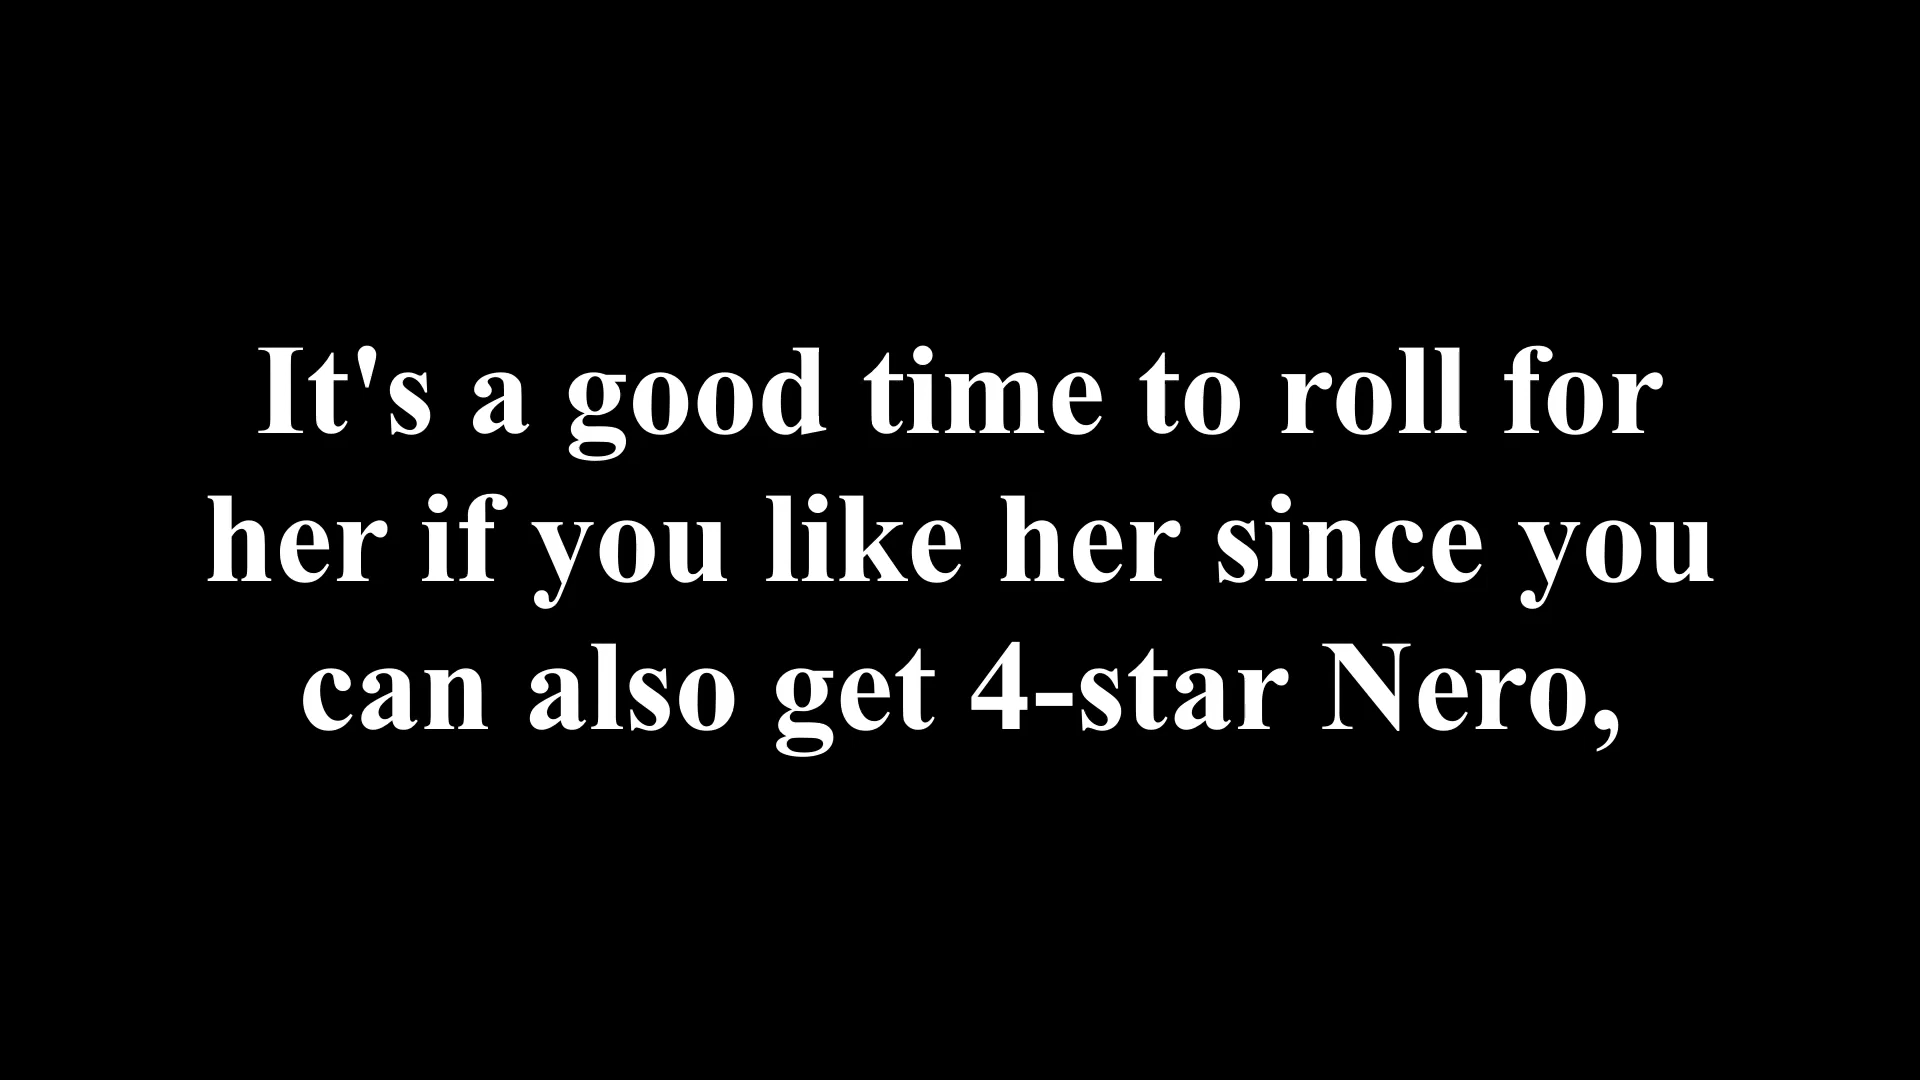 It's a good time to roll for
her if you like her since you
can also get 4-star Nero,